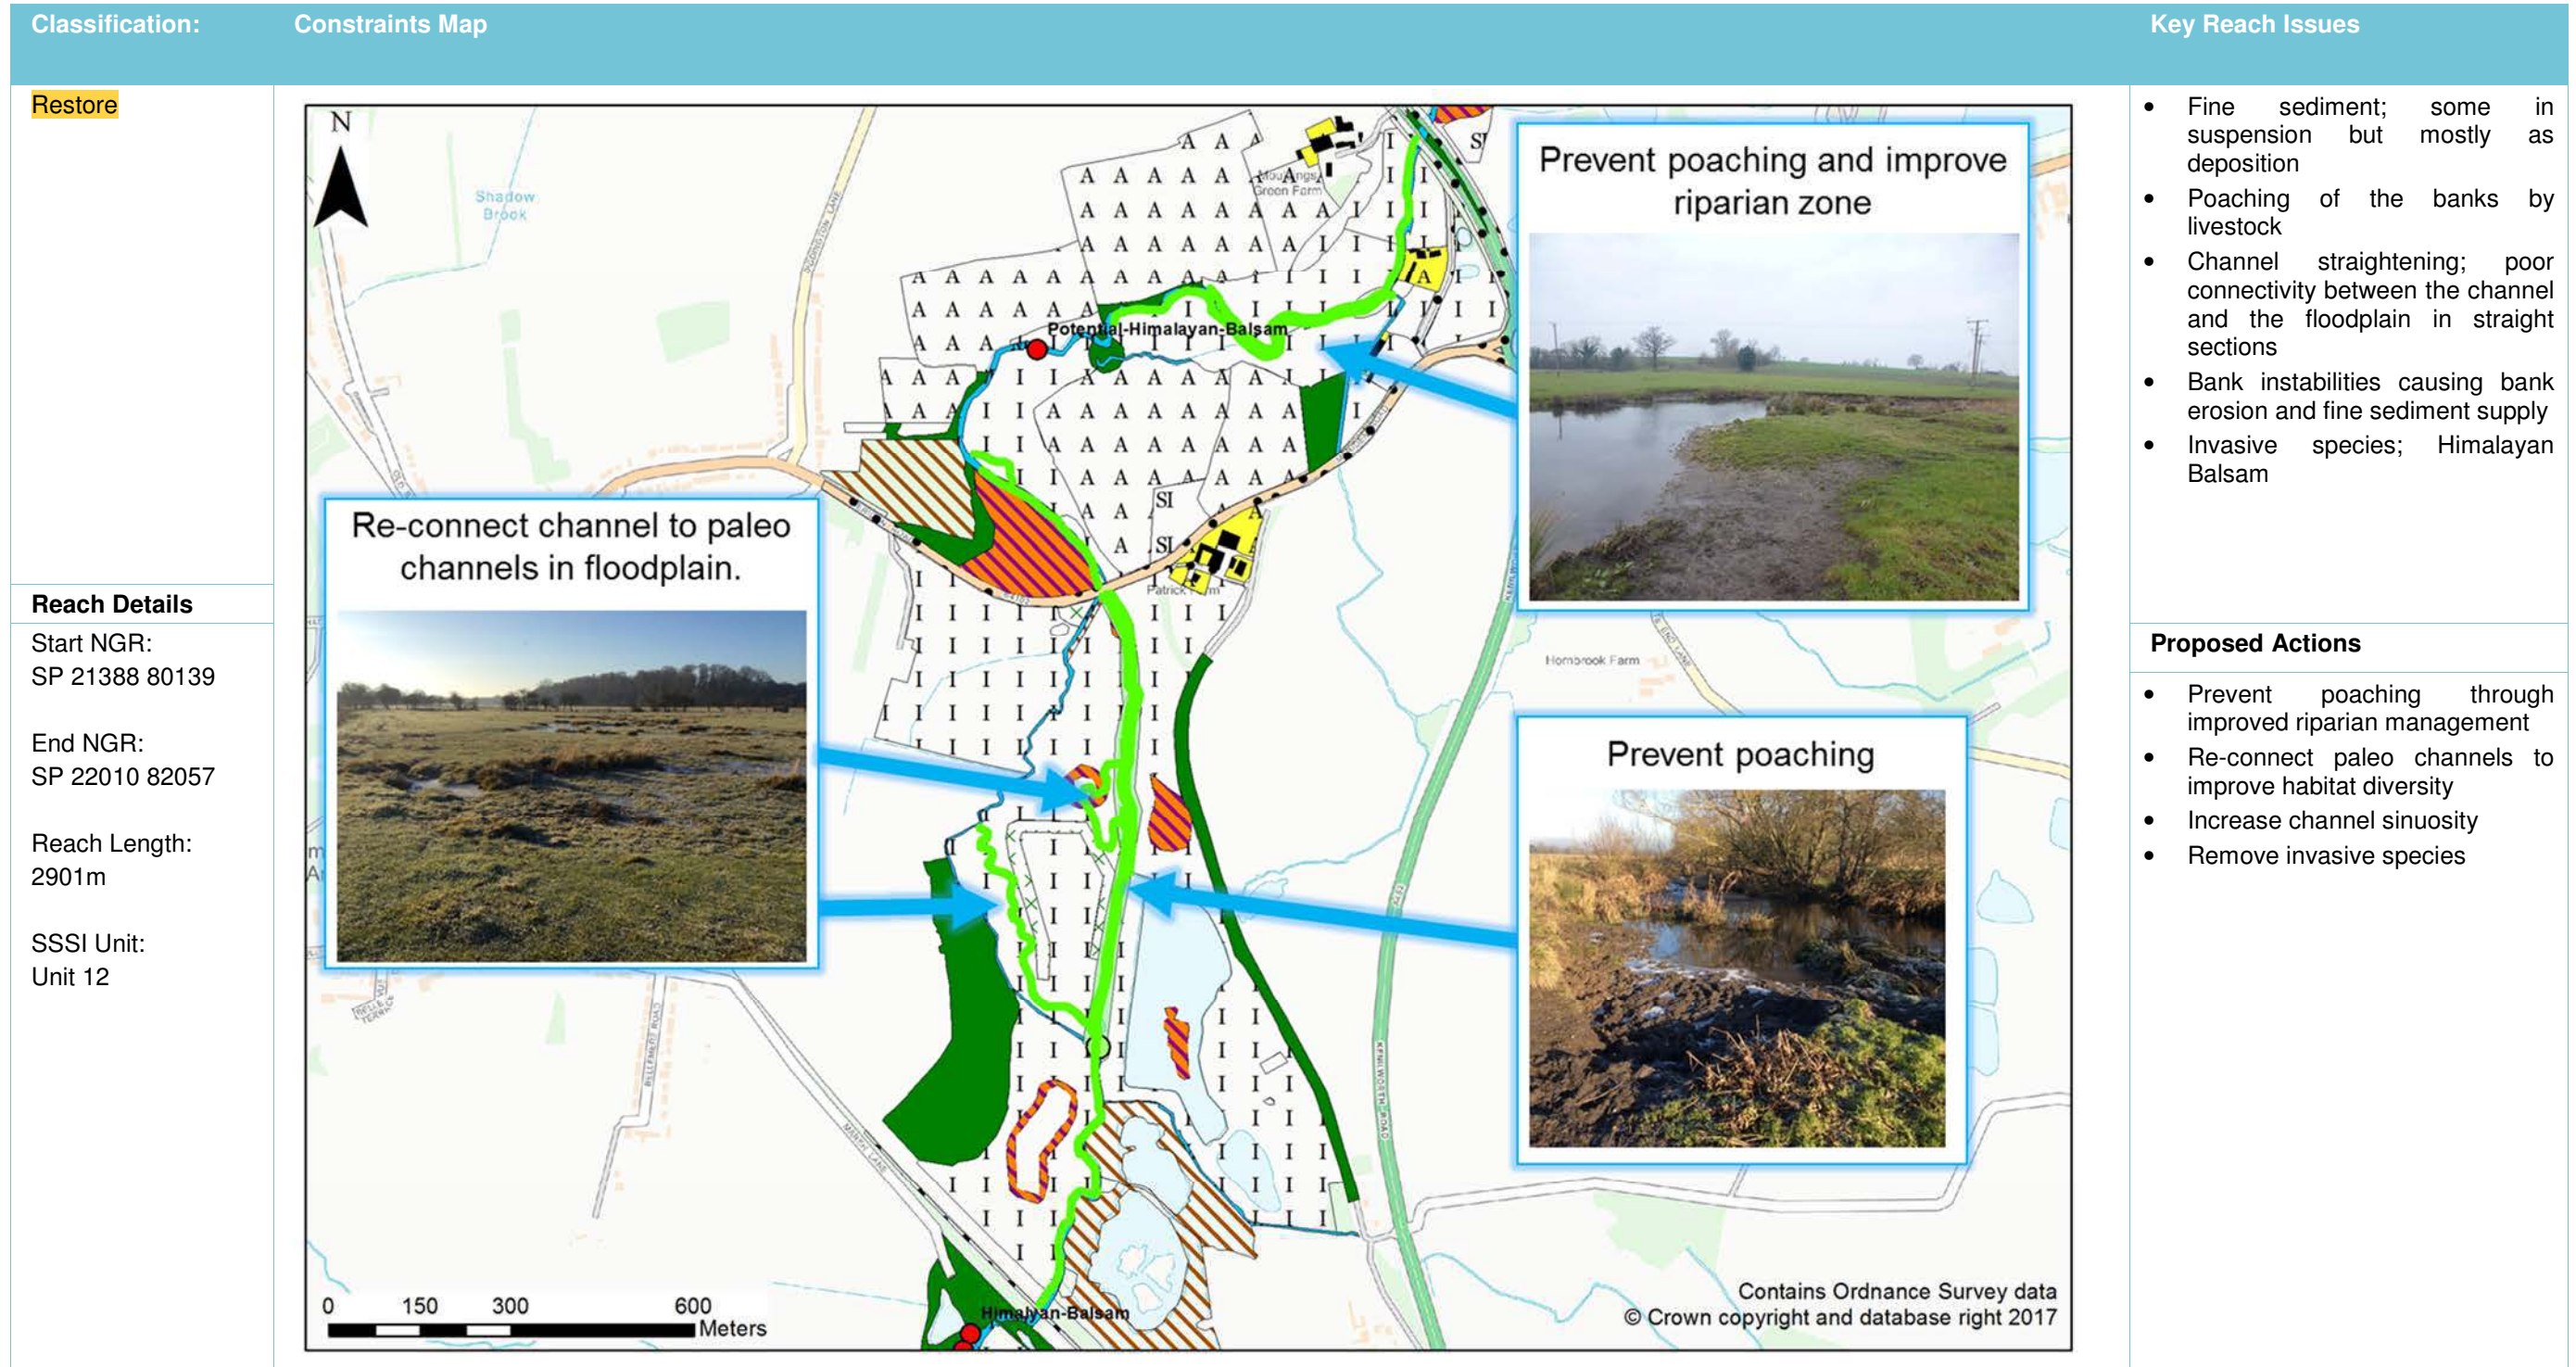 Classification:
Constraints Map
Key Reach Issues
Restore
Reach Details
Start NGR:
SP 21388 80139
End NGR:
SP 22010 82057
Reach Length:
2901m
SSSI Unit:
Unit 12
N
Shadow
Brook
Green Farm
Potential-Himalayan-Balsam
Prevent poaching and improve
riparian zone
Re-connect channel to paleo
channels in floodplain.
Hornbrook Farm
Prevent poaching
MARSH LANE
KENILWORTH ROAD
Himalyan-Balsam
0 150 300 600
Meters
Contains Ordnance Survey data
© Crown copyright and database right 2017
• Fine sediment; some in
suspension but mostly as
deposition
• Poaching of the banks by
livestock
• Channel straightening; poor
connectivity between the channel
and the floodplain in straight
sections
• Bank instabilities causing bank
erosion and fine sediment supply
• Invasive species; Himalayan
Balsam
Proposed Actions
• Prevent poaching through
improved riparian management
• Re-connect paleo channels to
improve habitat diversity
• Increase channel sinuosity
• Remove invasive species